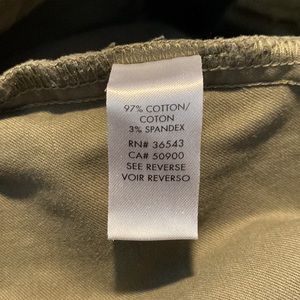 97% COTTON/
COTON
3% SPANDEX
RN# 36543
CA# 50900
SEE REVERSE
VOIR REVERSO